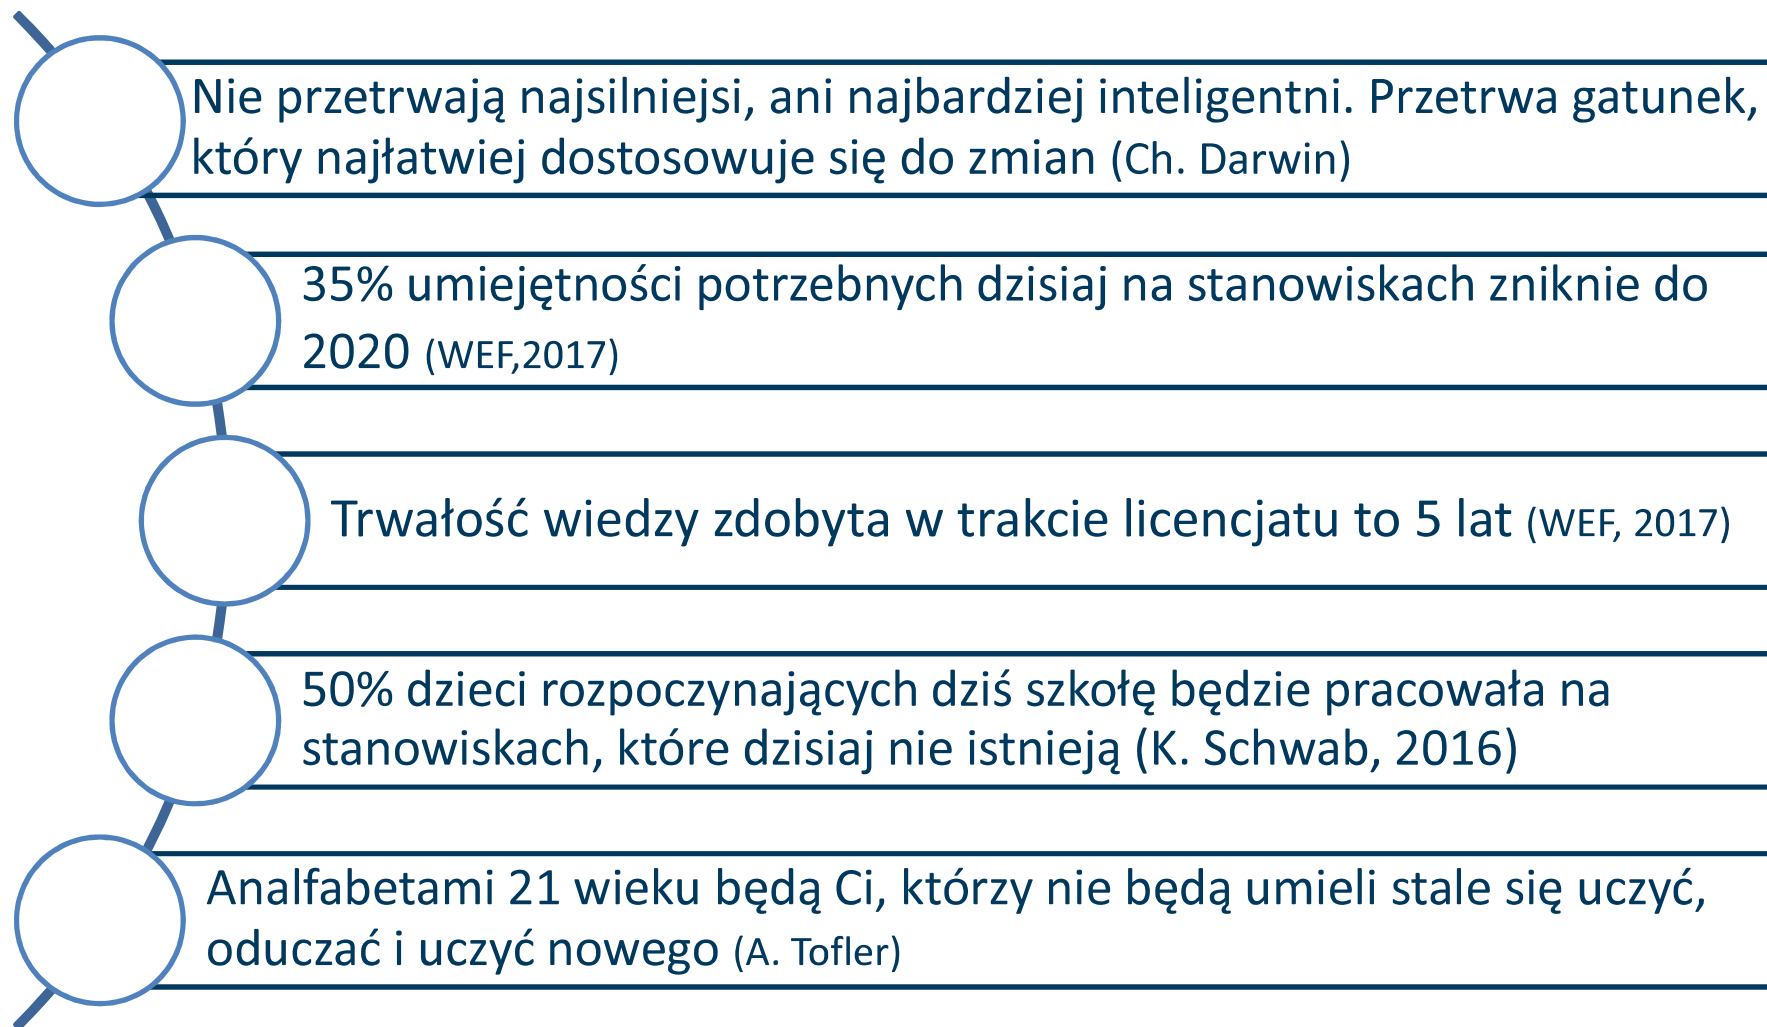 Nie przetrwają najsilniejsi, ani najbardziej inteligentni. Przetrwa gatunek,
który najłatwiej dostosowuje się do zmian (Ch. Darwin)
35% umiejętności potrzebnych dzisiaj na stanowiskach zniknie do
2020 (WEF,2017)
Trwałość wiedzy zdobyta w trakcie licencjatu to 5 lat (WEF, 2017)
50% dzieci rozpoczynających dziś szkołę będzie pracowała na
stanowiskach, które dzisiaj nie istnieją (K. Schwab, 2016)
Analfabetami 21 wieku będą Ci, którzy nie będą umieli stale się uczyć,
oduczać i uczyć nowego (A. Tofler)